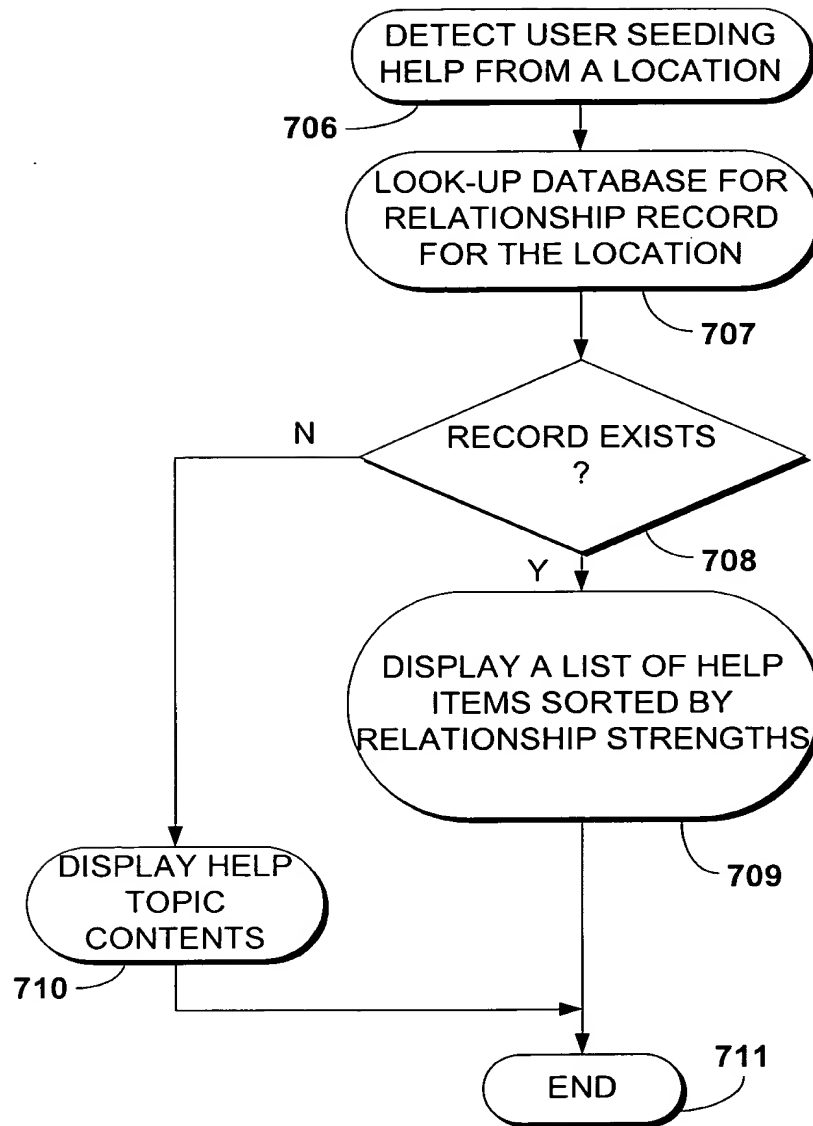 DETECT USER SEEDING
HELP FROM A LOCATION
706
LOOK-UP DATABASE FOR
RELATIONSHIP RECORD
FOR THE LOCATION
707
N
RECORD EXISTS
?
708
Y
DISPLAY A LIST OF HELP
ITEMS SORTED BY
RELATIONSHIP STRENGTHS
709
DISPLAY HELP
TOPIC
CONTENTS
710
711
END